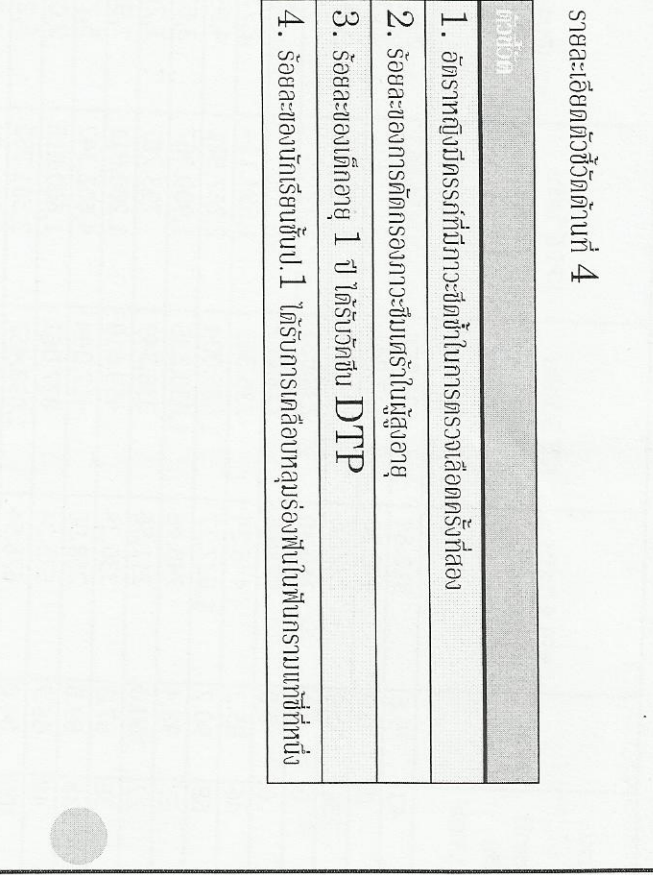 รายละเอียดตัวชี้วัดด้านที่ 4
ตัวชี้วัด
1. อัตราหญิงมีครรภ์ที่มีภาวะซีดซ้ำในการตรวจเลือดครั้งที่สอง
2. ร้อยละของการคัดกรองภาวะซึมเศร้าในผู้สูงอายุ
3. ร้อยละของเด็กอายุ 1 ปี ได้รับวัคซีน DTP
4. ร้อยละของนักเรียนชั้นป.1 ได้รับการเคลือบหลุมร่องฟันในฟันกรามแท้ซี่ที่หนึ่ง